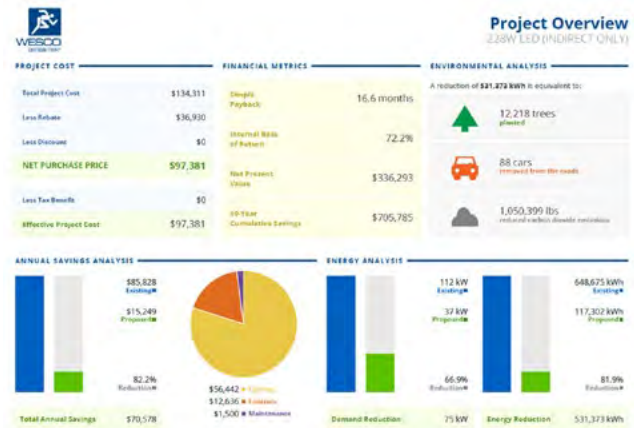 WESCO
Project Overview
228W LED (INDIRECT ONLY)
PROJECT COST
Total Project Cost $134,311
Less Rebate $36,930
Less Discount $0
NET PURCHASE PRICE $97,381
Less Tax Benefit $0
Effective Project Cost $97,381
FINANCIAL METRICS
Simple
Payback
16.6 months
Internal Rate
of Return
72.2%
Net Present
Value
$336,293
10-Year
Cumulative Savings
$705,785
ENVIRONMENTAL ANALYSIS
A reduction of 531,373 kWh is equivalent to:
12,218 trees
planted
88 cars
removed from the roads
1,050,399 lbs
reduced carbon dioxide emissions
ANNUAL SAVINGS ANALYSIS
$85,828
Existing
$15,249
Proposed
82.2%
Reduction
$56,442
$12,636
$1,500 Maintenance
Total Annual Savings $70,578
ENERGY ANALYSIS
112 kW
Existing
37 kW
Proposed
66.9%
Reduction
Demand Reduction 75 kW
648,675 kWh
Existing
117,302 kWh
Proposed
81.9%
Reduction
Energy Reduction 531,373 kWh